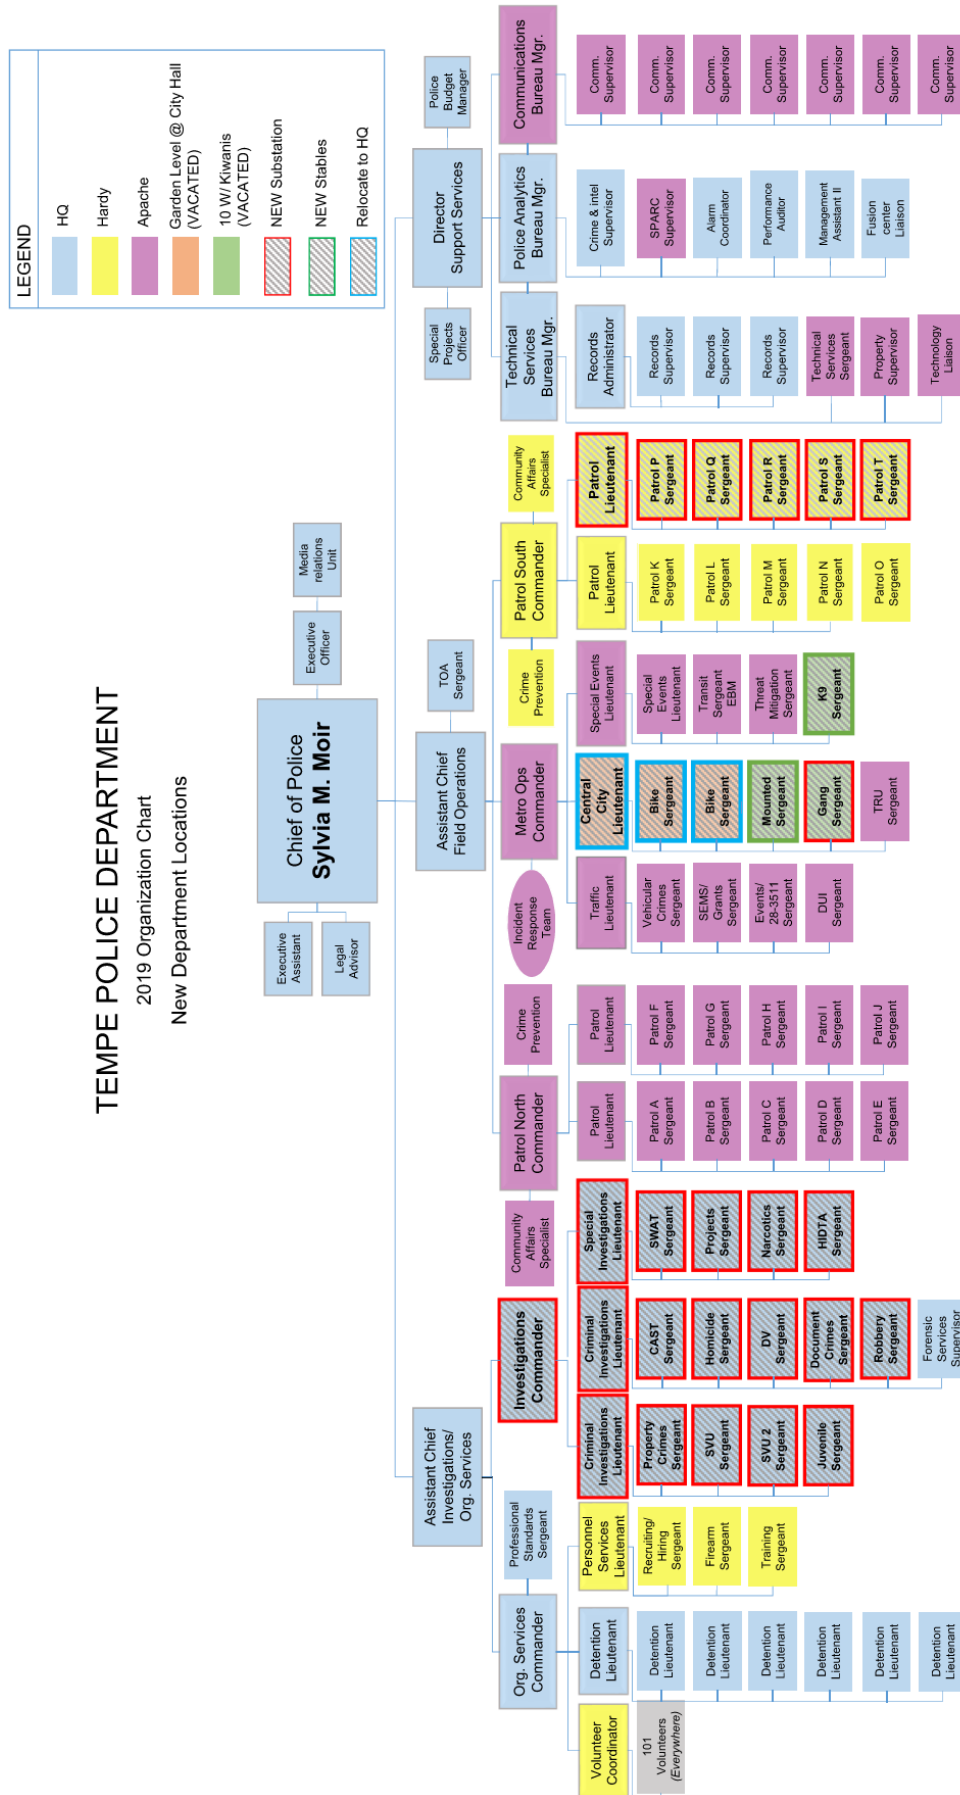 TEMPE POLICE DEPARTMENT
2019 Organization Chart
New Department Locations
LEGEND
HQ
Hardy
Apache
Garden Level @ City Hall
(VACATED)
10 W/ Kiwanis
(VACATED)
NEW Substation
NEW Stables
Relocate to HQ
Chief of Police
Sylvia M. Moir
Executive
Assistant
Legal
Advisor
Executive
Officer
Media
relations
Unit
Assistant Chief
Investigations/
Org. Services
Assistant Chief
Field Operations
TOA
Sergeant
Special
Projects
Officer
Director
Support Services
Police
Budget
Manager
Org. Services
Commander
Professional
Standards
Sergeant
Investigations
Commander
Community
Affairs
Specialist
Patrol North
Commander
Crime
Prevention
Incident
Response
Team
Metro Ops
Commander
Crime
Prevention
Patrol South
Commander
Community
Affairs
Specialist
Technical
Services
Bureau Mgr.
Police Analytics
Bureau Mgr.
Communications
Bureau Mgr.
Volunteer
Coordinator
101
Volunteers
(Everywhere)
Detention
Lieutenant
Detention
Lieutenant
Detention
Lieutenant
Detention
Lieutenant
Detention
Lieutenant
Detention
Lieutenant
Detention
Lieutenant
Personnel
Services
Lieutenant
Recruiting/
Hiring
Sergeant
Firearm
Sergeant
Training
Sergeant
Criminal
Investigations
Lieutenant
Property
Crimes
Sergeant
SVU
Sergeant
SVU 2
Sergeant
Juvenile
Sergeant
Criminal
Investigations
Lieutenant
CAST
Sergeant
Homicide
Sergeant
DV
Sergeant
Document
Crimes
Sergeant
Robbery
Sergeant
Forensic
Services
Supervisor
Special
Investigations
Lieutenant
SWAT
Sergeant
Projects
Sergeant
Narcotics
Sergeant
HIDTA
Sergeant
Patrol
Lieutenant
Patrol A
Sergeant
Patrol B
Sergeant
Patrol C
Sergeant
Patrol D
Sergeant
Patrol E
Sergeant
Patrol
Lieutenant
Patrol F
Sergeant
Patrol G
Sergeant
Patrol H
Sergeant
Patrol I
Sergeant
Patrol J
Sergeant
Traffic
Lieutenant
Vehicular
Crimes
Sergeant
SEMS/
Grants
Sergeant
Events/
28-3511
Sergeant
DUI
Sergeant
Central
City
Lieutenant
Bike
Sergeant
Bike
Sergeant
Mounted
Sergeant
Gang
Sergeant
TRU
Sergeant
Special Events
Lieutenant
Special
Events
Lieutenant
Transit
Sergeant
EBM
Threat
Mitigation
Sergeant
K9
Sergeant
Patrol
Lieutenant
Patrol K
Sergeant
Patrol L
Sergeant
Patrol M
Sergeant
Patrol N
Sergeant
Patrol O
Sergeant
Patrol
Lieutenant
Patrol P
Sergeant
Patrol Q
Sergeant
Patrol R
Sergeant
Patrol S
Sergeant
Patrol T
Sergeant
Records
Administrator
Records
Supervisor
Records
Supervisor
Records
Supervisor
Technical
Services
Sergeant
Property
Supervisor
Technology
Liaison
Crime & intel
Supervisor
SPARC
Supervisor
Alarm
Coordinator
Performance
Auditor
Management
Assistant II
Fusion
center
Liaison
Comm.
Supervisor
Comm.
Supervisor
Comm.
Supervisor
Comm.
Supervisor
Comm.
Supervisor
Comm.
Supervisor
Comm.
Supervisor